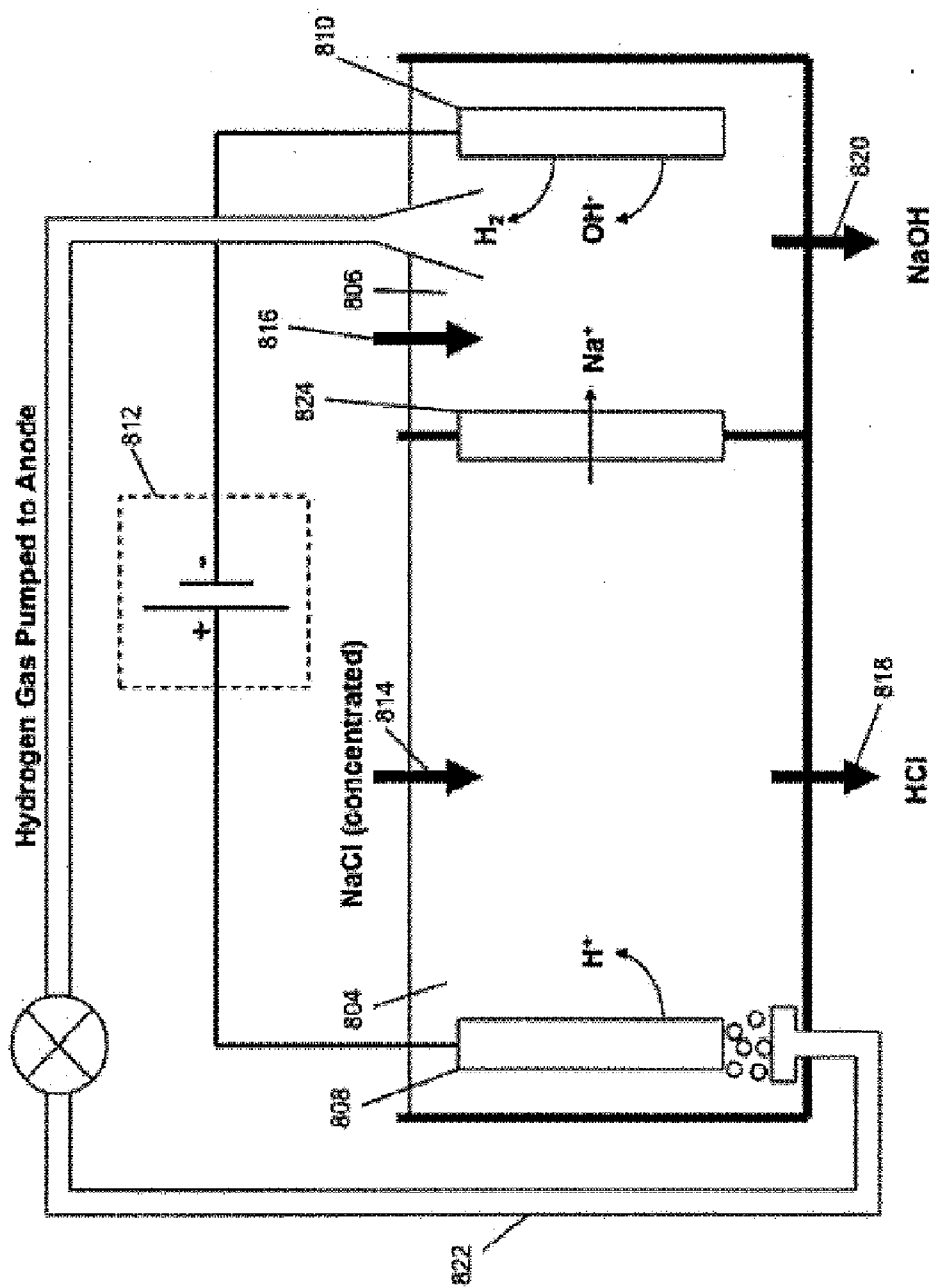 Hydrogen Gas Pumped to Anode
812
+ -
810
NaCl (concentrated)
814
816
806
824
804
808
H₂
OH-
Na⁺
H⁺
820
818
822
HCl
NaOH